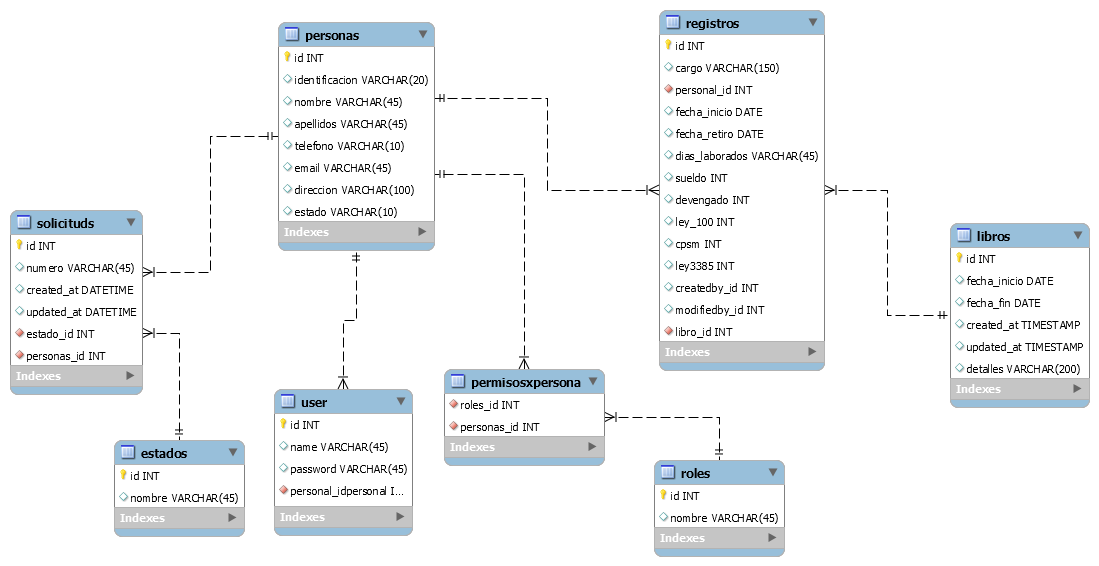 personas
id INT
identificacion VARCHAR(20)
nombre VARCHAR(45)
apellidos VARCHAR(45)
telefono VARCHAR(10)
email VARCHAR(45)
direccion VARCHAR(100)
estado VARCHAR(10)
Indexes
registros
id INT
cargo VARCHAR(150)
personal_id INT
fecha_inicio DATE
fecha_retiro DATE
dias_laborados VARCHAR(45)
sueldo INT
devengado INT
ley_100 INT
cpsm INT
ley3385 INT
createdby_id INT
modifiedby_id INT
libro_id INT
Indexes
solicituds
id INT
numero VARCHAR(45)
created_at DATETIME
updated_at DATETIME
estado_id INT
personas_id INT
Indexes
libros
id INT
fecha_inicio DATE
fecha_fin DATE
created_at TIMESTAMP
updated_at TIMESTAMP
detalles VARCHAR(200)
Indexes
user
id INT
name VARCHAR(45)
password VARCHAR(45)
personal_idpersonal I...
Indexes
permisosxpersona
roles_id INT
personas_id INT
Indexes
estados
id INT
nombre VARCHAR(45)
Indexes
roles
id INT
nombre VARCHAR(45)
Indexes